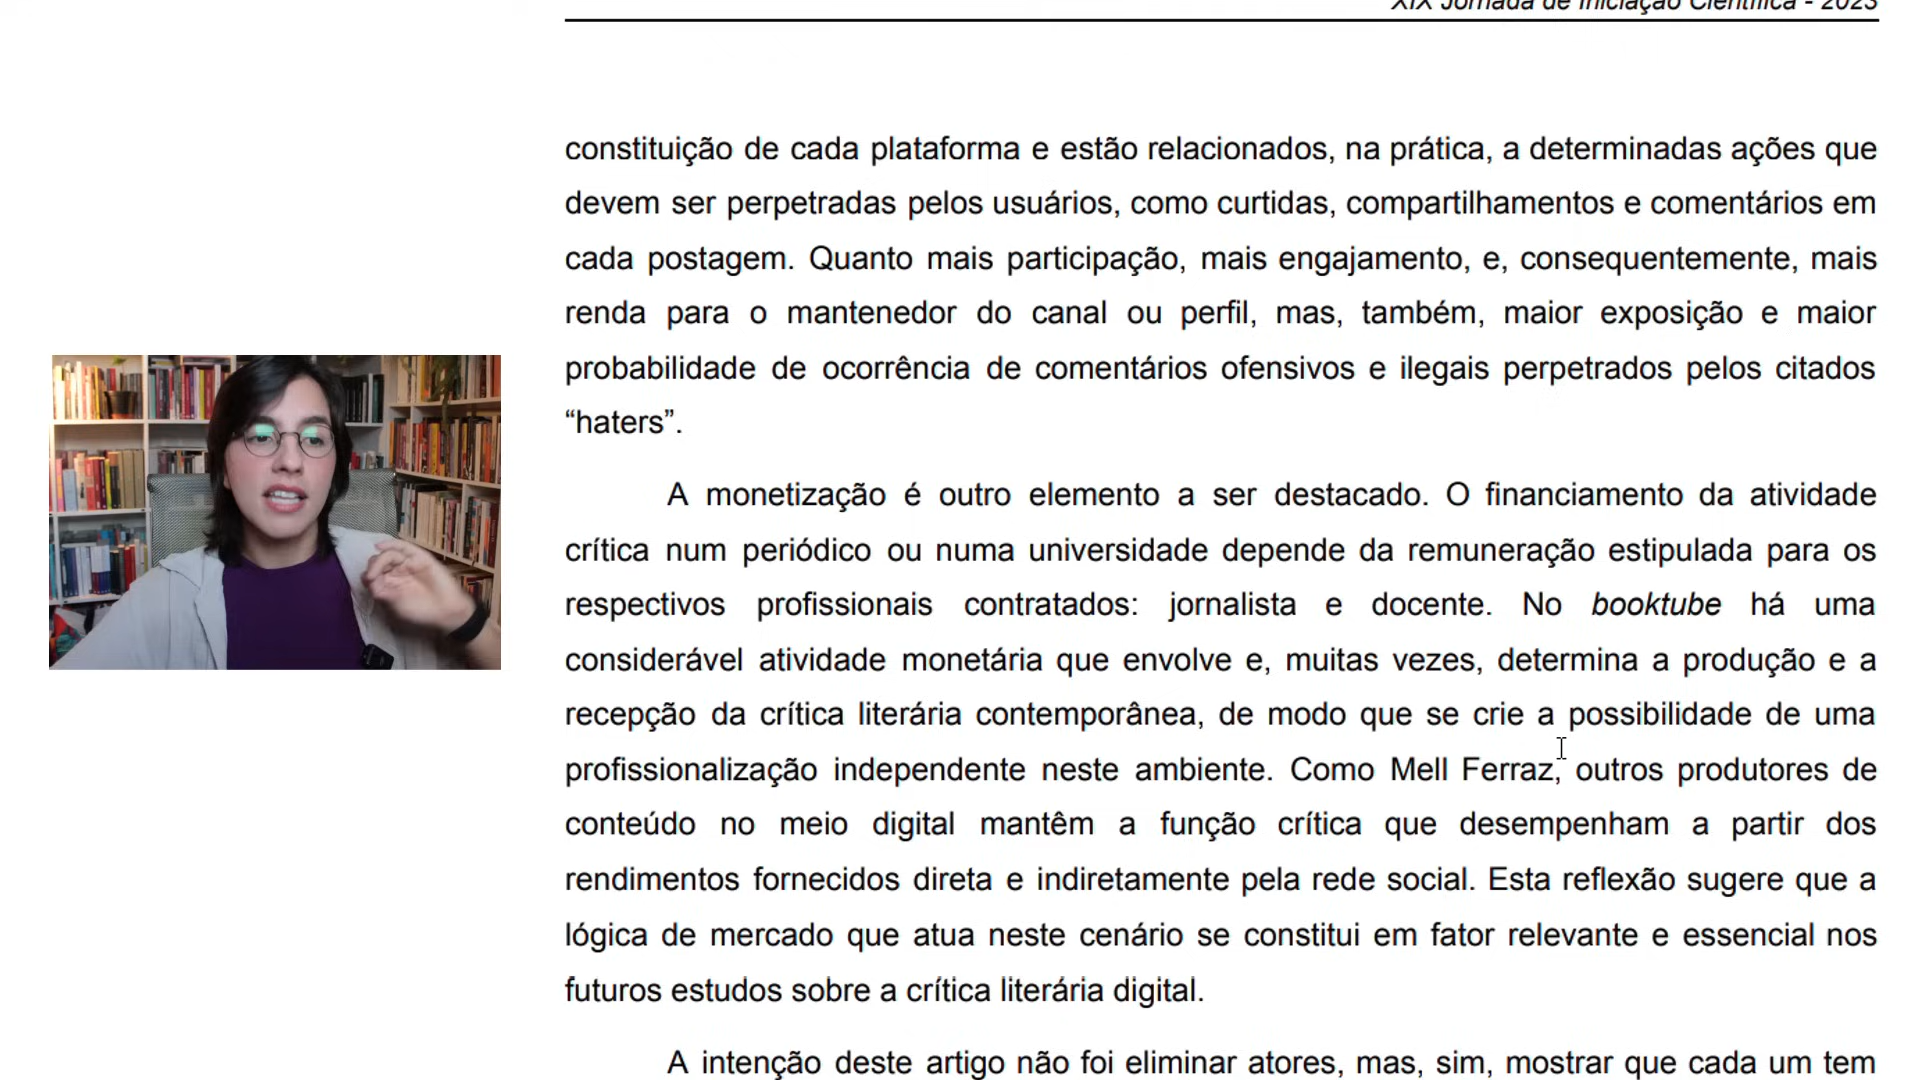 XIX Jornada de Iniciação Científica - 2023
constituição de cada plataforma e estão relacionados, na prática, a determinadas ações que
devem ser perpetradas pelos usuários, como curtidas, compartilhamentos e comentários em
cada postagem. Quanto mais participação, mais engajamento, e, consequentemente, mais
renda para o mantenedor do canal ou perfil, mas, também, maior exposição e maior
probabilidade de ocorrência de comentários ofensivos e ilegais perpetrados pelos citados
“haters”.
A monetização é outro elemento a ser destacado. O financiamento da atividade
crítica num periódico ou numa universidade depende da remuneração estipulada para os
respectivos profissionais contratados: jornalista e docente. No booktube há uma
considerável atividade monetária que envolve e, muitas vezes, determina a produção e a
recepção da crítica literária contemporânea, de modo que se crie a possibilidade de uma
profissionalização independente neste ambiente. Como Mell Ferraz, outros produtores de
conteúdo no meio digital mantêm a função crítica que desempenham a partir dos
rendimentos fornecidos direta e indiretamente pela rede social. Esta reflexão sugere que a
lógica de mercado que atua neste cenário se constitui em fator relevante e essencial nos
futuros estudos sobre a crítica literária digital.
A intenção deste artigo não foi eliminar atores, mas, sim, mostrar que cada um tem